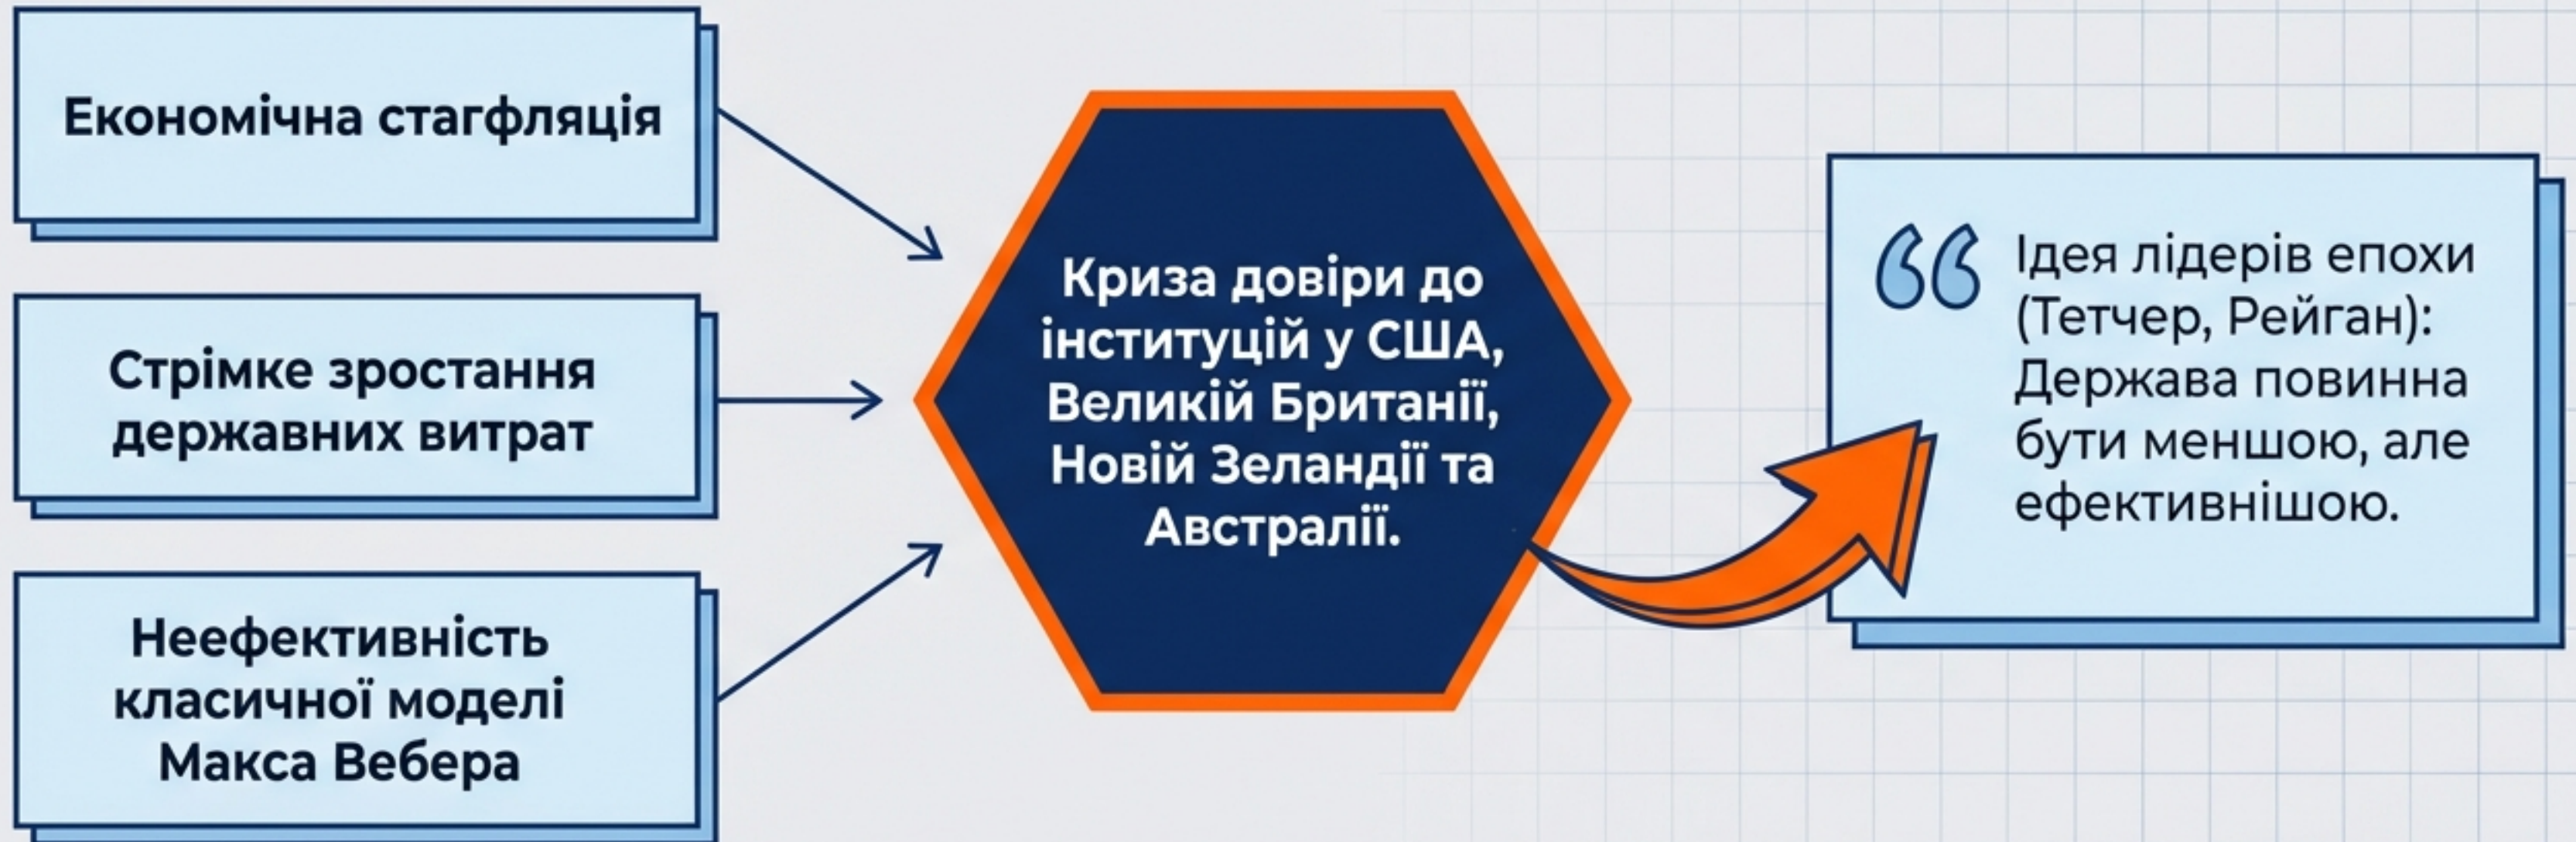 Економічна стагфляція
Стрімке зростання
державних витрат
Неефективність
класичної моделі
Макса Вебера
Криза довіри до
інституцій у США,
Великій Британії,
Новій Зеландії та
Австралії.
“ Ідея лідерів епохи
(Тетчер, Рейган):
Держава повинна
бути меншою, але
ефективнішою.